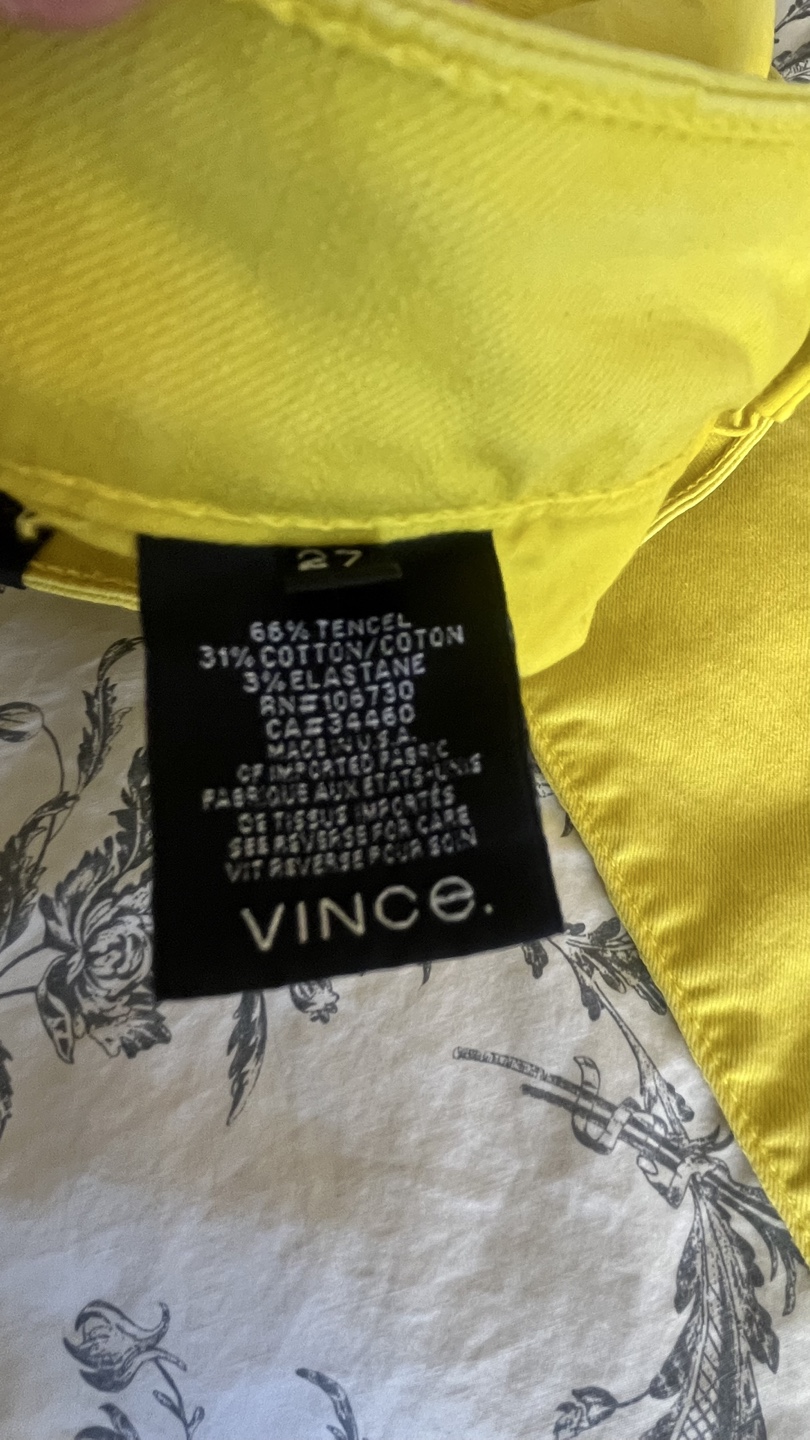 27
66% TENCEL
31% COTTON/COTON
3% ELASTANE
RN=106730
CA=34460
MADE IN U.S.A.
OF IMPORTED FABRIC
FABRIQUE AUX ÉTATS-UNIS
DE TISSUS IMPORTÉS
SEE REVERSE FOR CARE
VIT REVERSE POUR SOIN
VINCE.